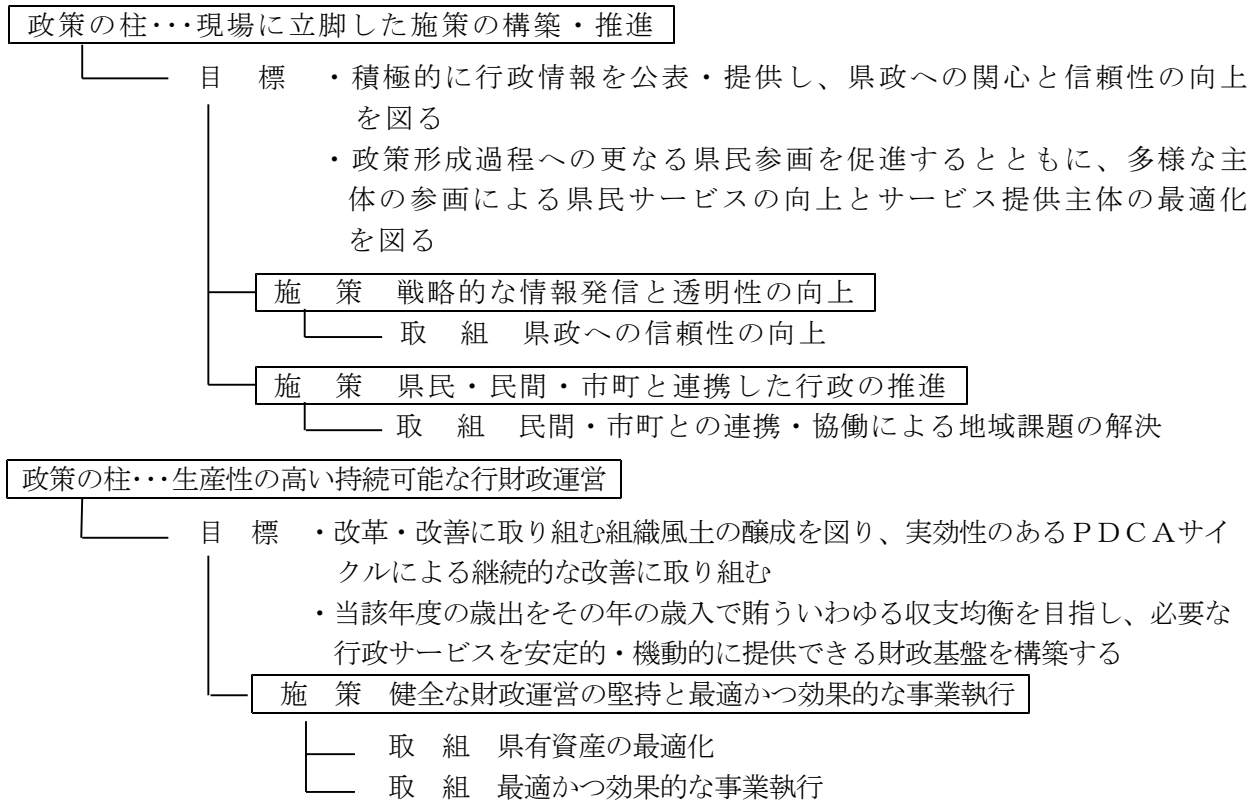 政策の柱･･･現場に立脚した施策の構築・推進
目　標　・積極的に行政情報を公表・提供し、県政への関心と信頼性の向上
を図る
・政策形成過程への更なる県民参画を促進するとともに、多様な主
体の参画による県民サービスの向上とサービス提供主体の最適化
を図る
施　策　戦略的な情報発信と透明性の向上
取　組　県政への信頼性の向上
施　策　県民・民間・市町と連携した行政の推進
取　組　民間・市町との連携・協働による地域課題の解決
政策の柱･･･生産性の高い持続可能な行財政運営
目　標　・改革・改善に取り組む組織風土の醸成を図り、実効性のあるＰＤＣＡサイ
クルによる継続的な改善に取り組む
・当該年度の歳出をその年の歳入で賄ういわゆる収支均衡を目指し、必要な
行政サービスを安定的・機動的に提供できる財政基盤を構築する
施　策　健全な財政運営の堅持と最適かつ効果的な事業執行
取　組　県有資産の最適化
取　組　最適かつ効果的な事業執行